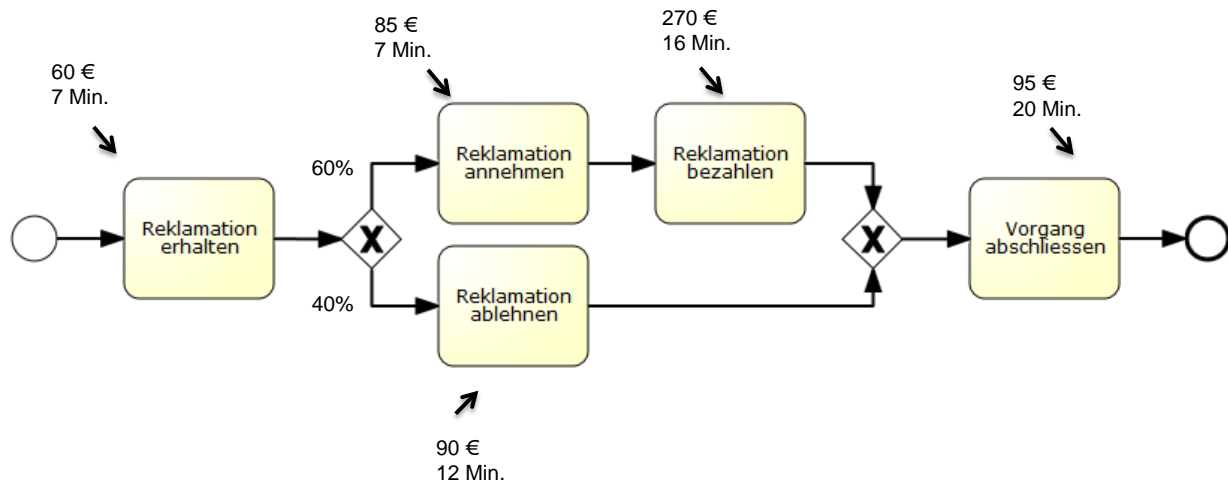 60 €
7 Min.
85 €
7 Min.
270 €
16 Min.
95 €
20 Min.
Reklamation
erhalten
60%
40%
X
Reklamation
annehmen
Reklamation
bezahlen
Reklamation
ablehnen
X
Vorgang
abschliessen
90 €
12 Min.